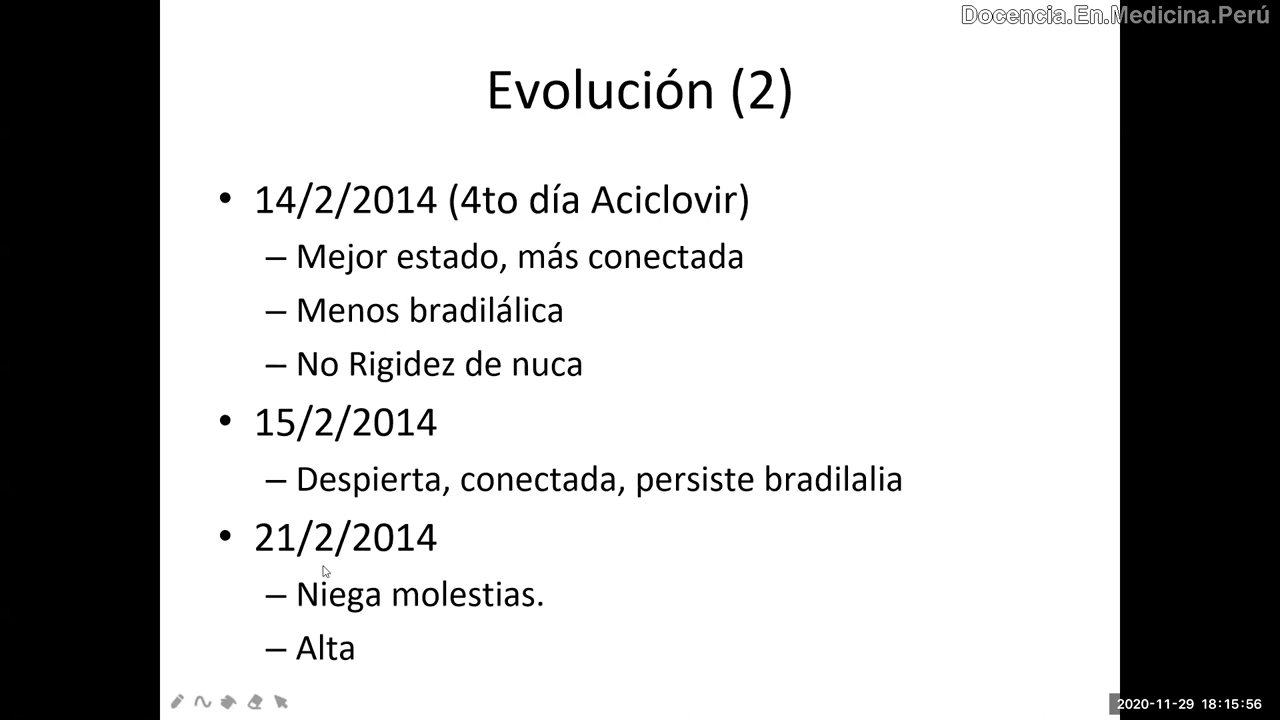 Docencia.En.Medicina.Perú
Evolución (2)
• 14/2/2014 (4to día Aciclovir)
– Mejor estado, más conectada
– Menos bradilálica
– No Rigidez de nuca
• 15/2/2014
– Despierta, conectada, persiste bradilalia
• 21/2/2014
– Niega molestias.
– Alta
2020-11-29 18:15:56